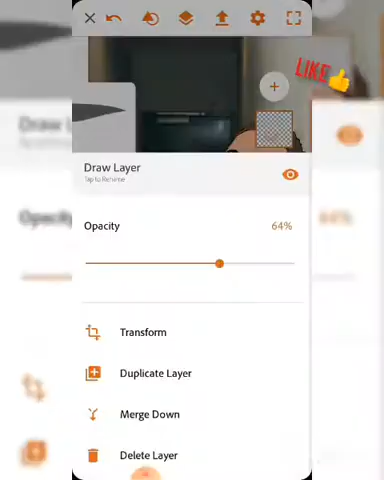 LIKE
Draw Layer
Tap to Rename
Opacity 64%
Transform
Duplicate Layer
Merge Down
Delete Layer